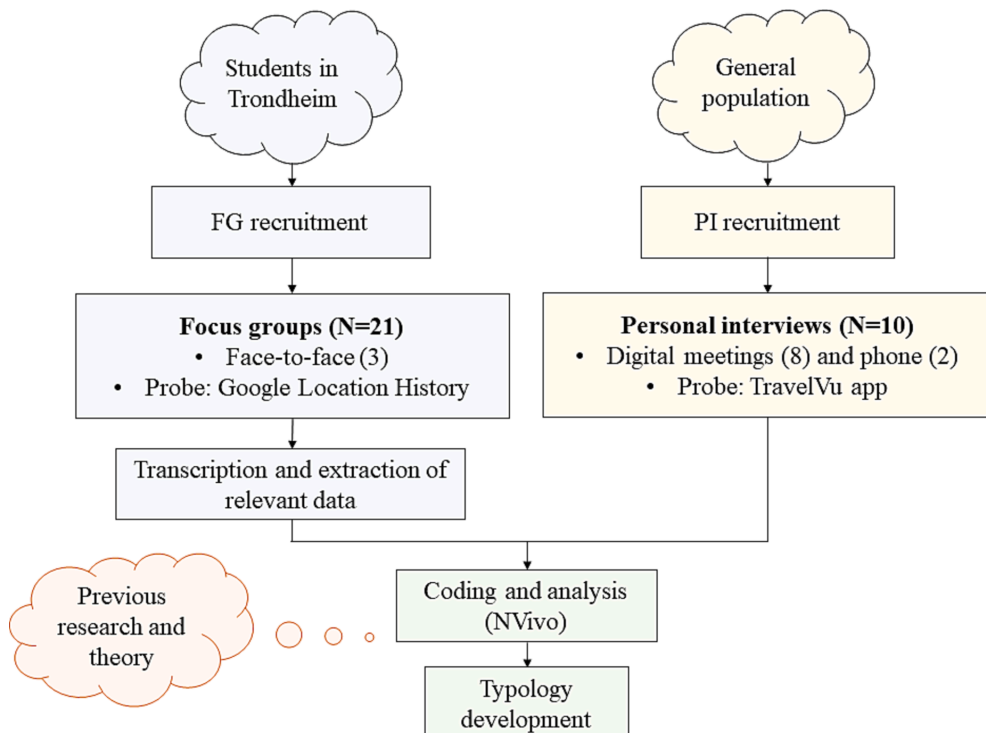 Students in
Trondheim
General
population
FG recruitment
PI recruitment
Focus groups (N=21)
• Face-to-face (3)
• Probe: Google Location History
Personal interviews (N=10)
• Digital meetings (8) and phone (2)
• Probe: TravelVu app
Transcription and extraction of
relevant data
Previous
research and
theory
Coding and analysis
(NVivo)
Typology
development